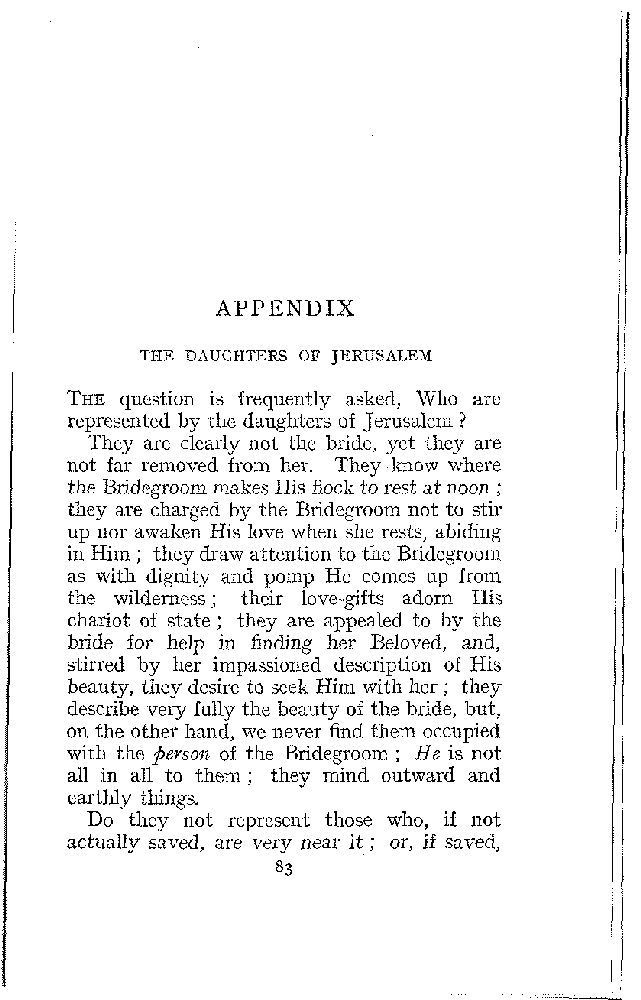 APPENDIX
THE DAUGHTERS OF JERUSALEM
THE question is frequently asked, Who are
represented by the daughters of Jerusalem?
They are clearly not the bride, yet they are
not far removed from her. They know where
the Bridegroom makes His flock to rest at noon;
they are charged by the Bridegroom not to stir
up nor awaken His love when she rests, abiding
in Him; they draw attention to the Bridegroom
as with dignity and pomp He comes up from
the wilderness; their love-gifts adorn His
chariot of state; they are appealed to by the
bride for help in finding her Beloved, and,
stirred by her impassioned description of His
beauty, they desire to seek Him with her; they
describe very fully the beauty of the bride, but,
on the other hand, we never find them occupied
with the person of the Bridegroom; He is not
all in all to them; they mind outward and
earthly things.
Do they not represent those who, if not
actually saved, are very near it; or, if saved,
83